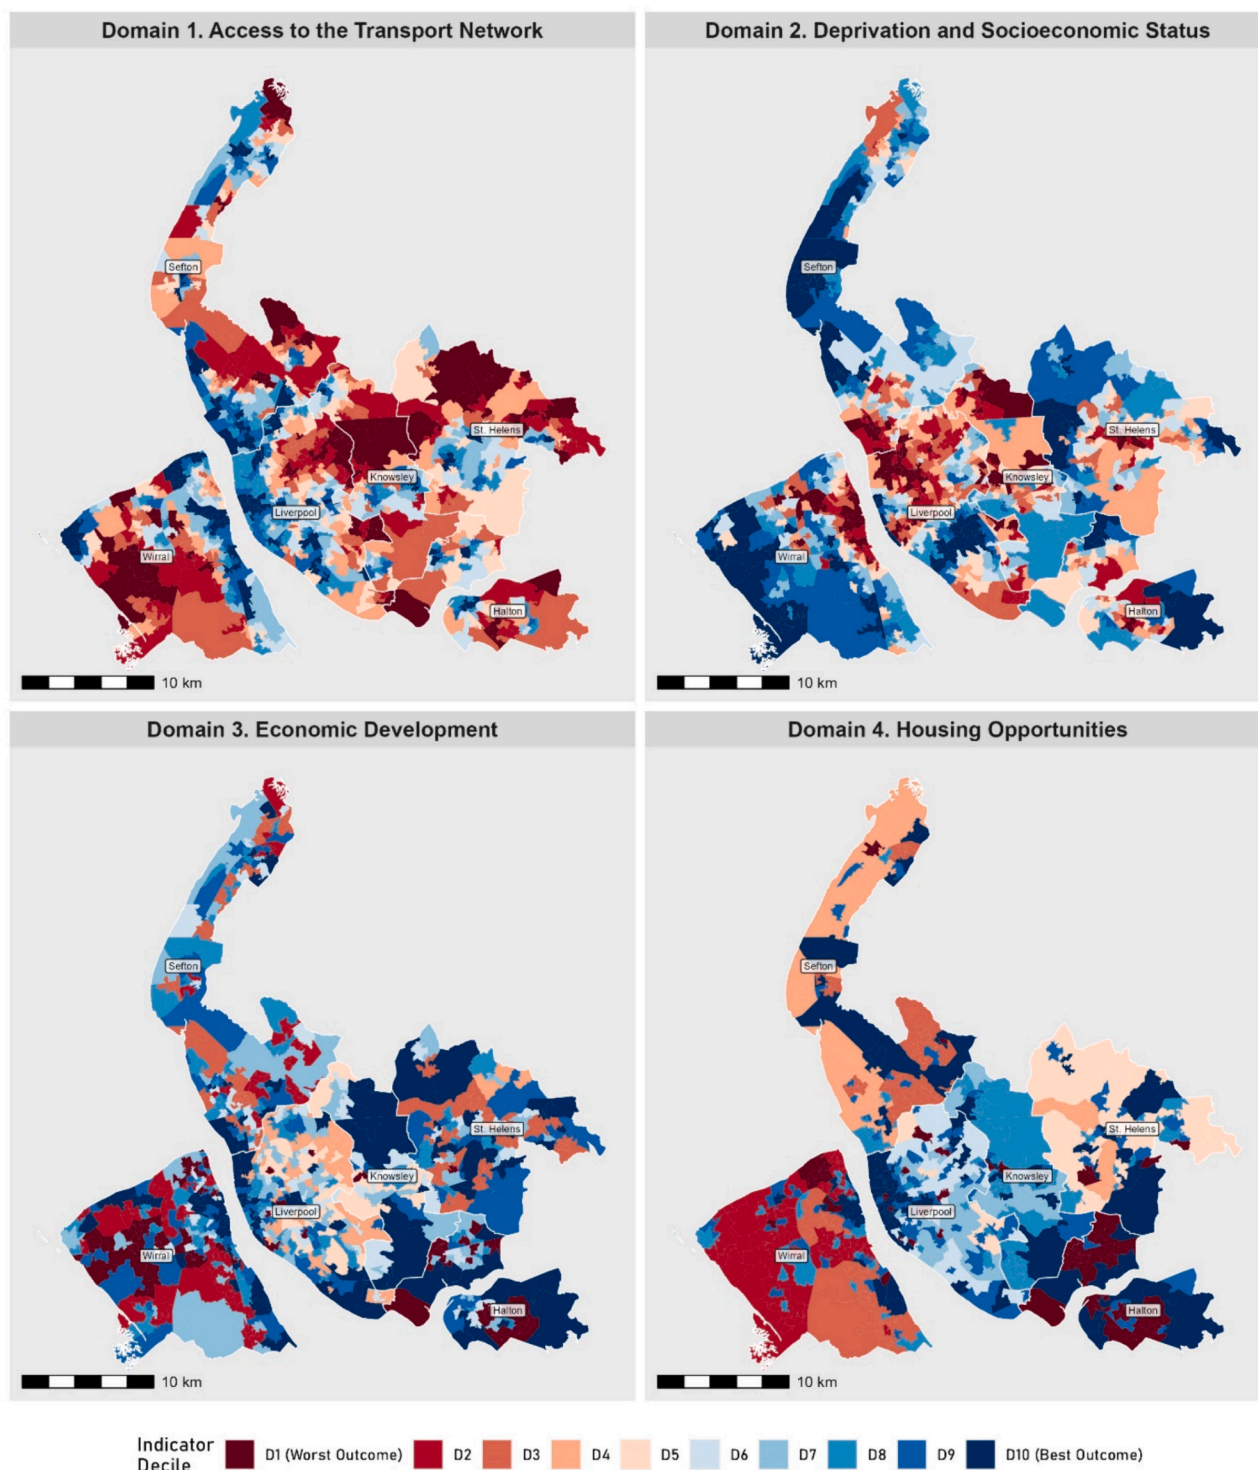 Domain 1. Access to the Transport Network
Domain 2. Deprivation and Socioeconomic Status
Sefton
St. Helens
Knowsley
Liverpool
Wirral
Halton
10 km
Sefton
St. Helens
Knowsley
Liverpool
Wirral
Halton
10 km
Domain 3. Economic Development
Domain 4. Housing Opportunities
Sefton
St. Helens
Knowsley
Liverpool
Wirral
Halton
10 km
Sefton
St. Helens
Knowsley
Liverpool
Wirral
Halton
10 km
Indicator
Decile
D1 (Worst Outcome) D2 D3 D4 D5 D6 D7 D8 D9 D10 (Best Outcome)